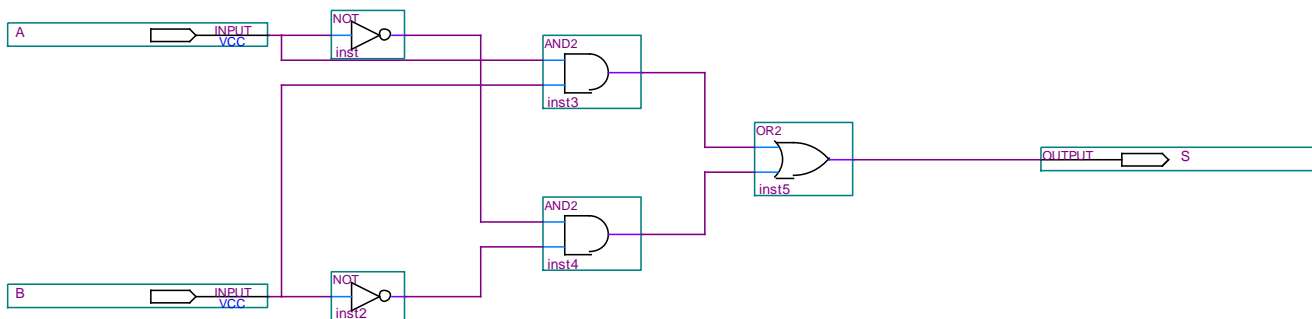 A
INPUT
VCC
NOT
inst
AND2
inst3
OR2
inst5
OUTPUT
S
AND2
inst4
B
INPUT
VCC
NOT
inst2